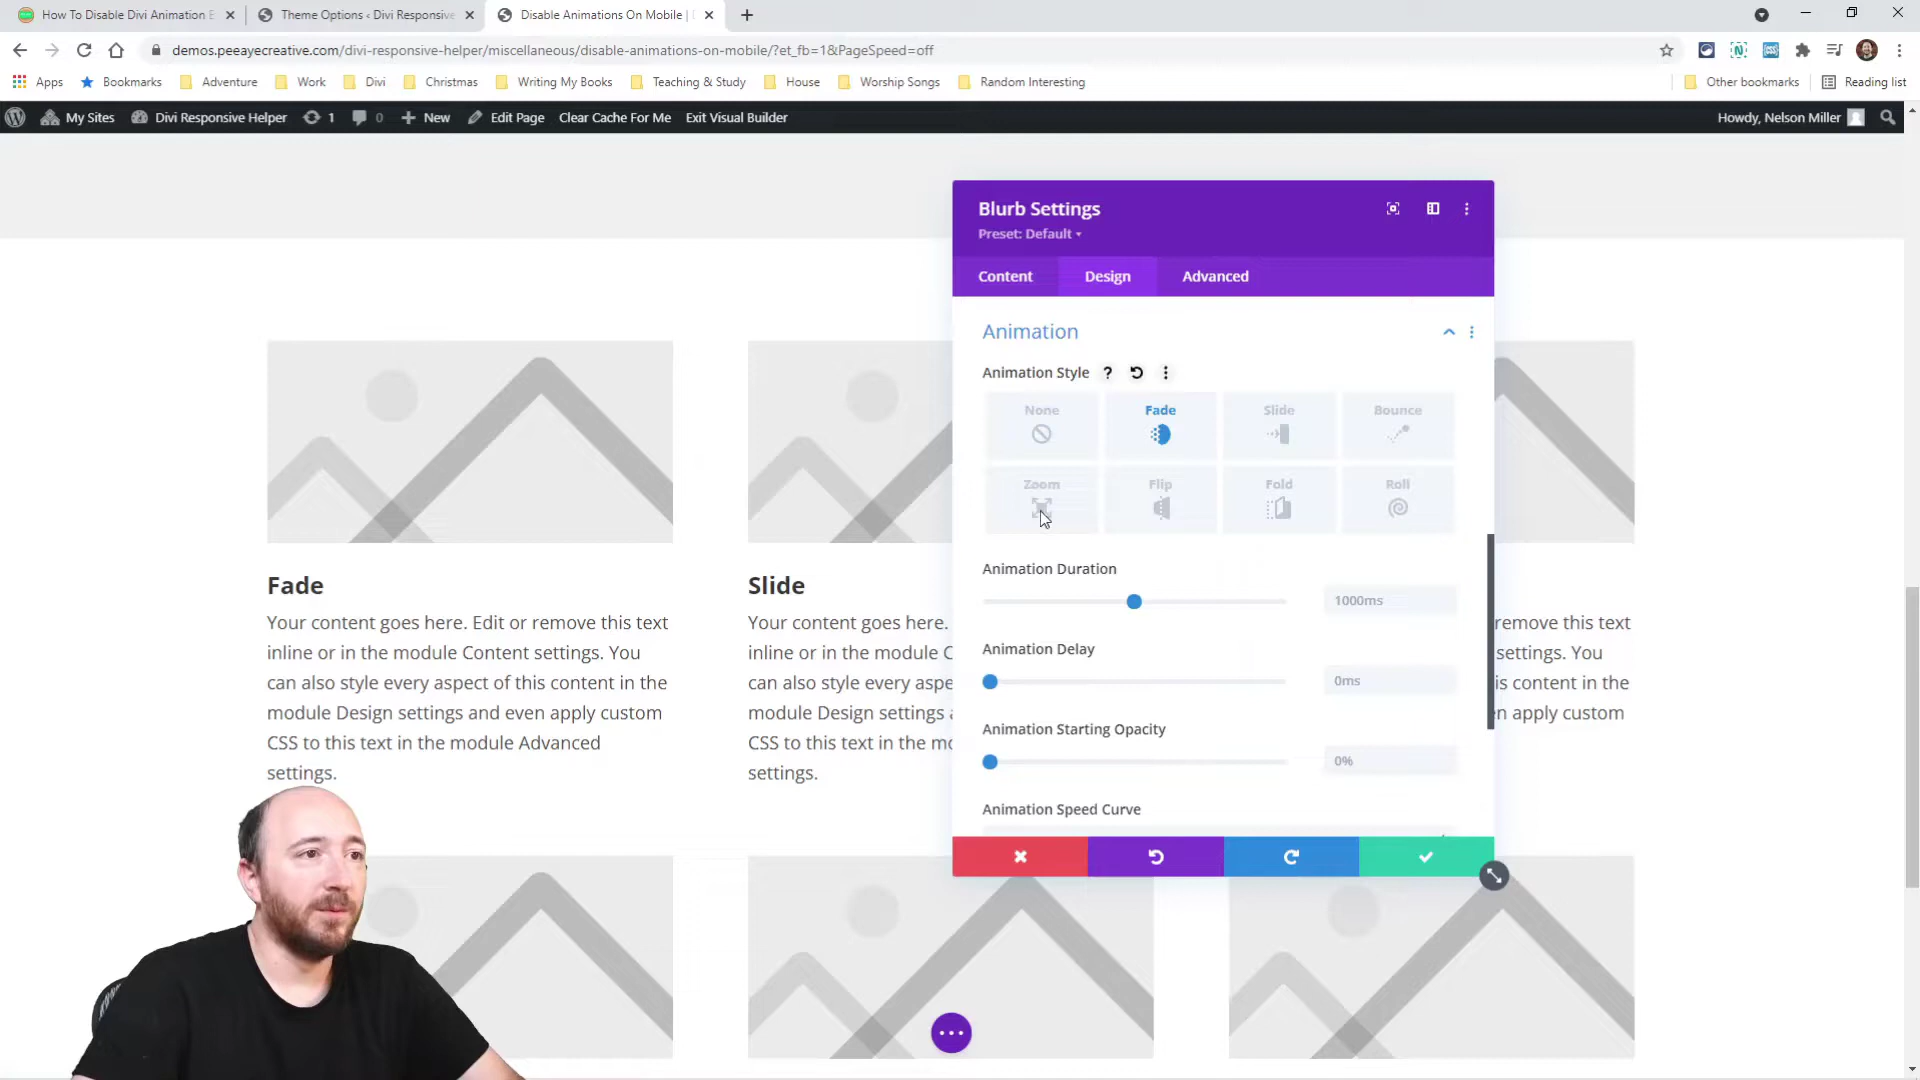 How To Disable Divi Animation E
Theme Options ‹ Divi Responsive
Disable Animations On Mobile |
demos.peeayecreative.com/divi-responsive-helper/miscellaneous/disable-animations-on-mobile/?et_fb=1&PageSpeed=off
Apps Bookmarks Adventure Work Divi Christmas Writing My Books Teaching & Study House Worship Songs Random Interesting Other bookmarks Reading list
My Sites Divi Responsive Helper 1 0 New Edit Page Clear Cache For Me Exit Visual Builder Howdy, Nelson Miller
Blurb Settings
Preset: Default
Content Design Advanced
Animation
Animation Style ?
None Fade Slide Bounce
Zoom Flip Fold Roll
Animation Duration
1000ms
Animation Delay
0ms
Animation Starting Opacity
0%
Animation Speed Curve
Fade
Your content goes here. Edit or remove this text
inline or in the module Content settings. You
can also style every aspect of this content in the
module Design settings and even apply custom
CSS to this text in the module Advanced
settings.
Slide
Your content goes here.
inline or in the module C
can also style every aspe
module Design settings a
CSS to this text in the mo
settings.
remove this text
settings. You
is content in the
n apply custom